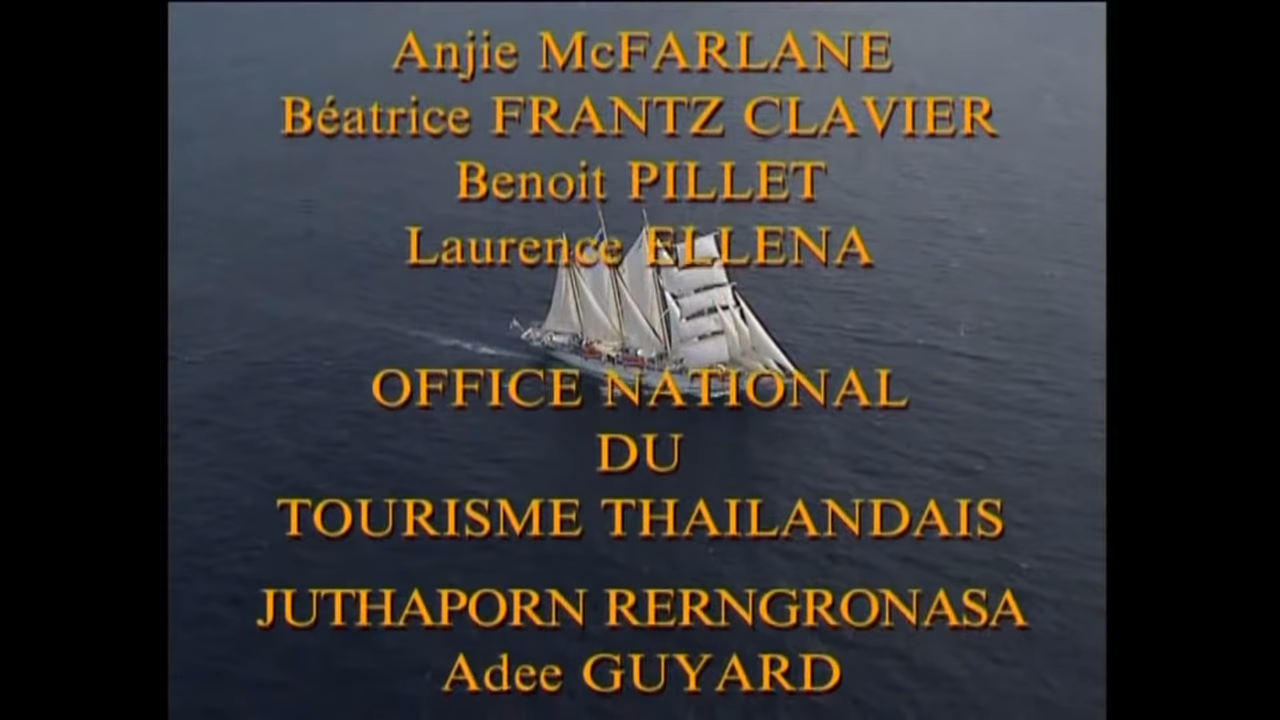 Anjie McFARLANE
Béatrice FRANTZ CLAVIER
Benoit PILLET
Laurence ELLENA
OFFICE NATIONAL
DU
TOURISME THAILANDAIS
JUTHAPORN RERNGRONASA
Adee GUYARD